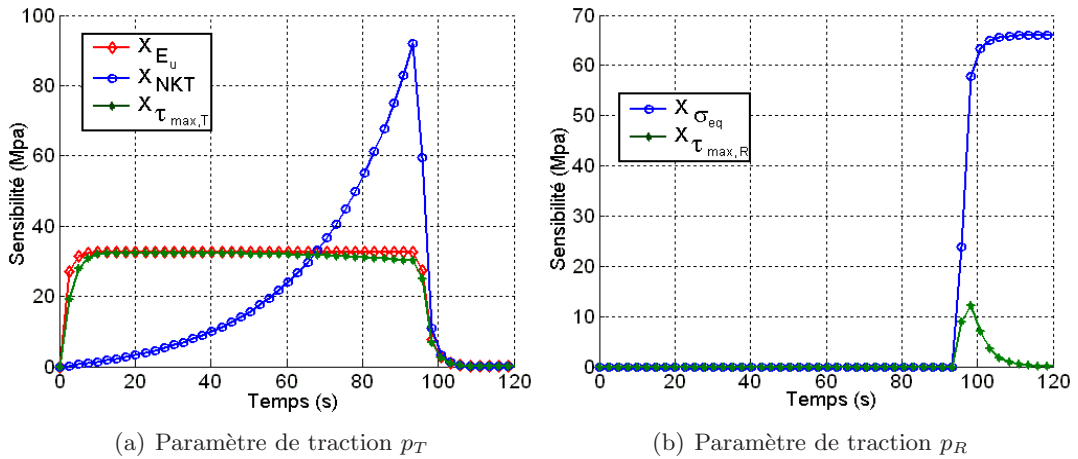 100
80
60
40
20
0
Sensibilité (Mpa)
X E_u
X NKT
X τ_max,T
0 20 40 60 80 100 120
Temps (s)
(a) Paramètre de traction p_T
70
60
50
40
30
20
10
0
Sensibilité (Mpa)
X σ_eq
X τ_max,R
0 20 40 60 80 100 120
Temps (s)
(b) Paramètre de traction p_R